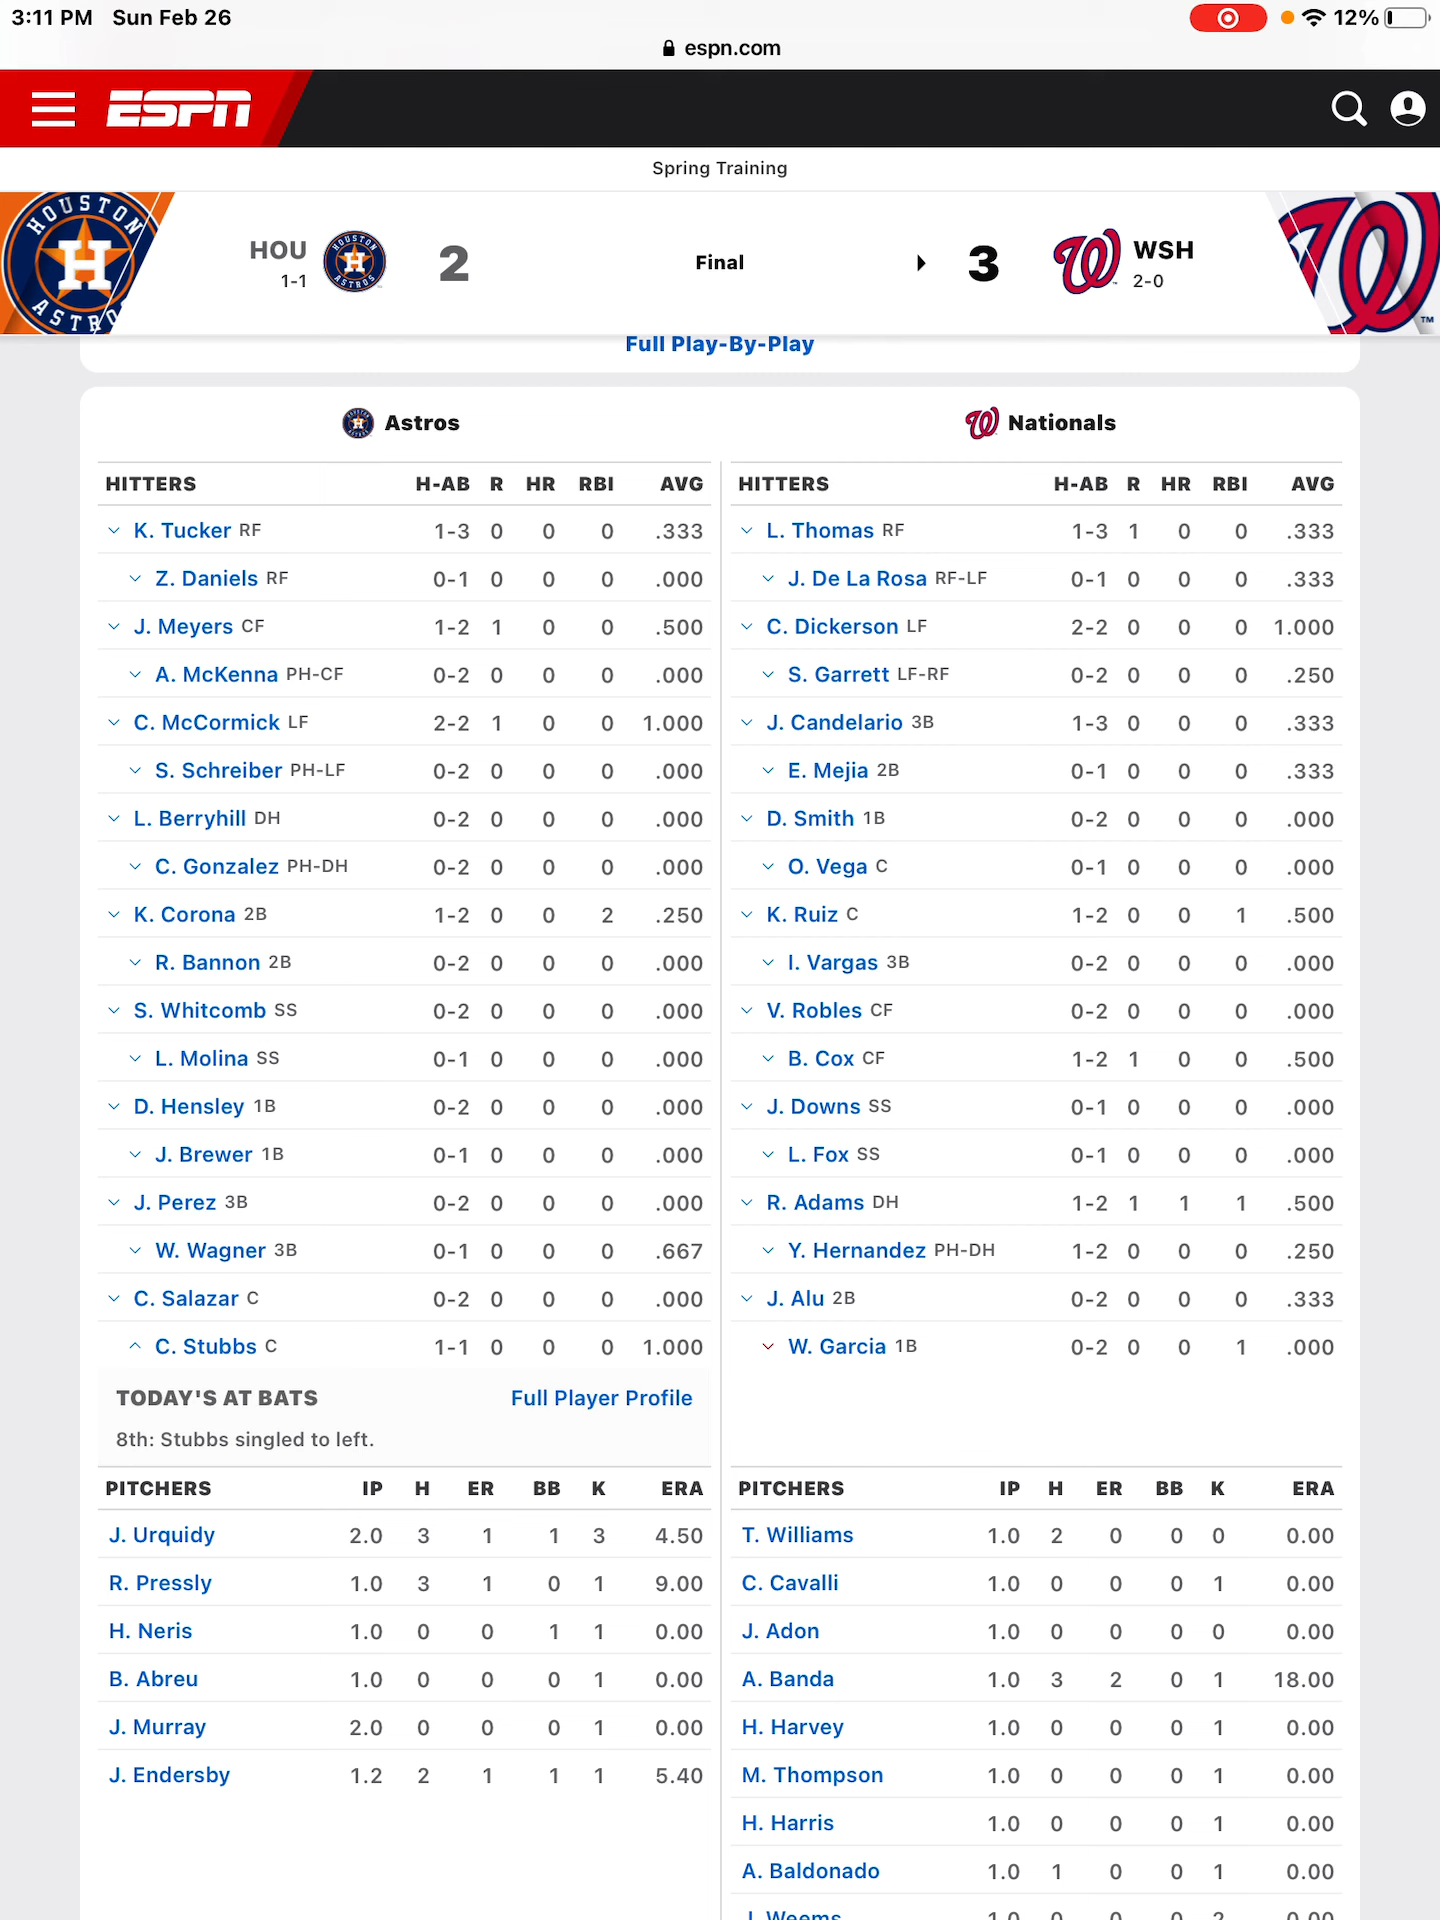 3:11 PM Sun Feb 26 12%
espn.com
ESPN
Spring Training
HOUSTON ASTRO
HOU 1-1 HOUSTON ASTROS 2 Final 3 WSH 2-0
TM
Full Play-By-Play
Astros
HITTERS H-AB R HR RBI AVG
K. Tucker RF 1-3 0 0 0 .333
Z. Daniels RF 0-1 0 0 0 .000
J. Meyers CF 1-2 1 0 0 .500
A. McKenna PH-CF 0-2 0 0 0 .000
C. McCormick LF 2-2 1 0 0 1.000
S. Schreiber PH-LF 0-2 0 0 0 .000
L. Berryhill DH 0-2 0 0 0 .000
C. Gonzalez PH-DH 0-2 0 0 0 .000
K. Corona 2B 1-2 0 0 2 .250
R. Bannon 2B 0-2 0 0 0 .000
S. Whitcomb SS 0-2 0 0 0 .000
L. Molina SS 0-1 0 0 0 .000
D. Hensley 1B 0-2 0 0 0 .000
J. Brewer 1B 0-1 0 0 0 .000
J. Perez 3B 0-2 0 0 0 .000
W. Wagner 3B 0-1 0 0 0 .667
C. Salazar C 0-2 0 0 0 .000
C. Stubbs C 1-1 0 0 0 1.000
TODAY'S AT BATS Full Player Profile
8th: Stubbs singled to left.
PITCHERS IP H ER BB K ERA
J. Urquidy 2.0 3 1 1 3 4.50
R. Pressly 1.0 3 1 0 1 9.00
H. Neris 1.0 0 0 1 1 0.00
B. Abreu 1.0 0 0 0 1 0.00
J. Murray 2.0 0 0 0 1 0.00
J. Endersby 1.2 2 1 1 1 5.40
Nationals
HITTERS H-AB R HR RBI AVG
L. Thomas RF 1-3 1 0 0 .333
J. De La Rosa RF-LF 0-1 0 0 0 .333
C. Dickerson LF 2-2 0 0 0 1.000
S. Garrett LF-RF 0-2 0 0 0 .250
J. Candelario 3B 1-3 0 0 0 .333
E. Mejia 2B 0-1 0 0 0 .333
D. Smith 1B 0-2 0 0 0 .000
O. Vega C 0-1 0 0 0 .000
K. Ruiz C 1-2 0 0 1 .500
I. Vargas 3B 0-2 0 0 0 .000
V. Robles CF 0-2 0 0 0 .000
B. Cox CF 1-2 1 0 0 .500
J. Downs SS 0-1 0 0 0 .000
L. Fox SS 0-1 0 0 0 .000
R. Adams DH 1-2 1 1 1 .500
Y. Hernandez PH-DH 1-2 0 0 0 .250
J. Alu 2B 0-2 0 0 0 .333
W. Garcia 1B 0-2 0 0 1 .000
PITCHERS IP H ER BB K ERA
T. Williams 1.0 2 0 0 0 0.00
C. Cavalli 1.0 0 0 0 1 0.00
J. Adon 1.0 0 0 0 0 0.00
A. Banda 1.0 3 2 0 1 18.00
H. Harvey 1.0 0 0 0 1 0.00
M. Thompson 1.0 0 0 0 1 0.00
H. Harris 1.0 0 0 0 1 0.00
A. Baldonado 1.0 1 0 0 1 0.00
J. Weems 1.0 0 0 0 2 0.00